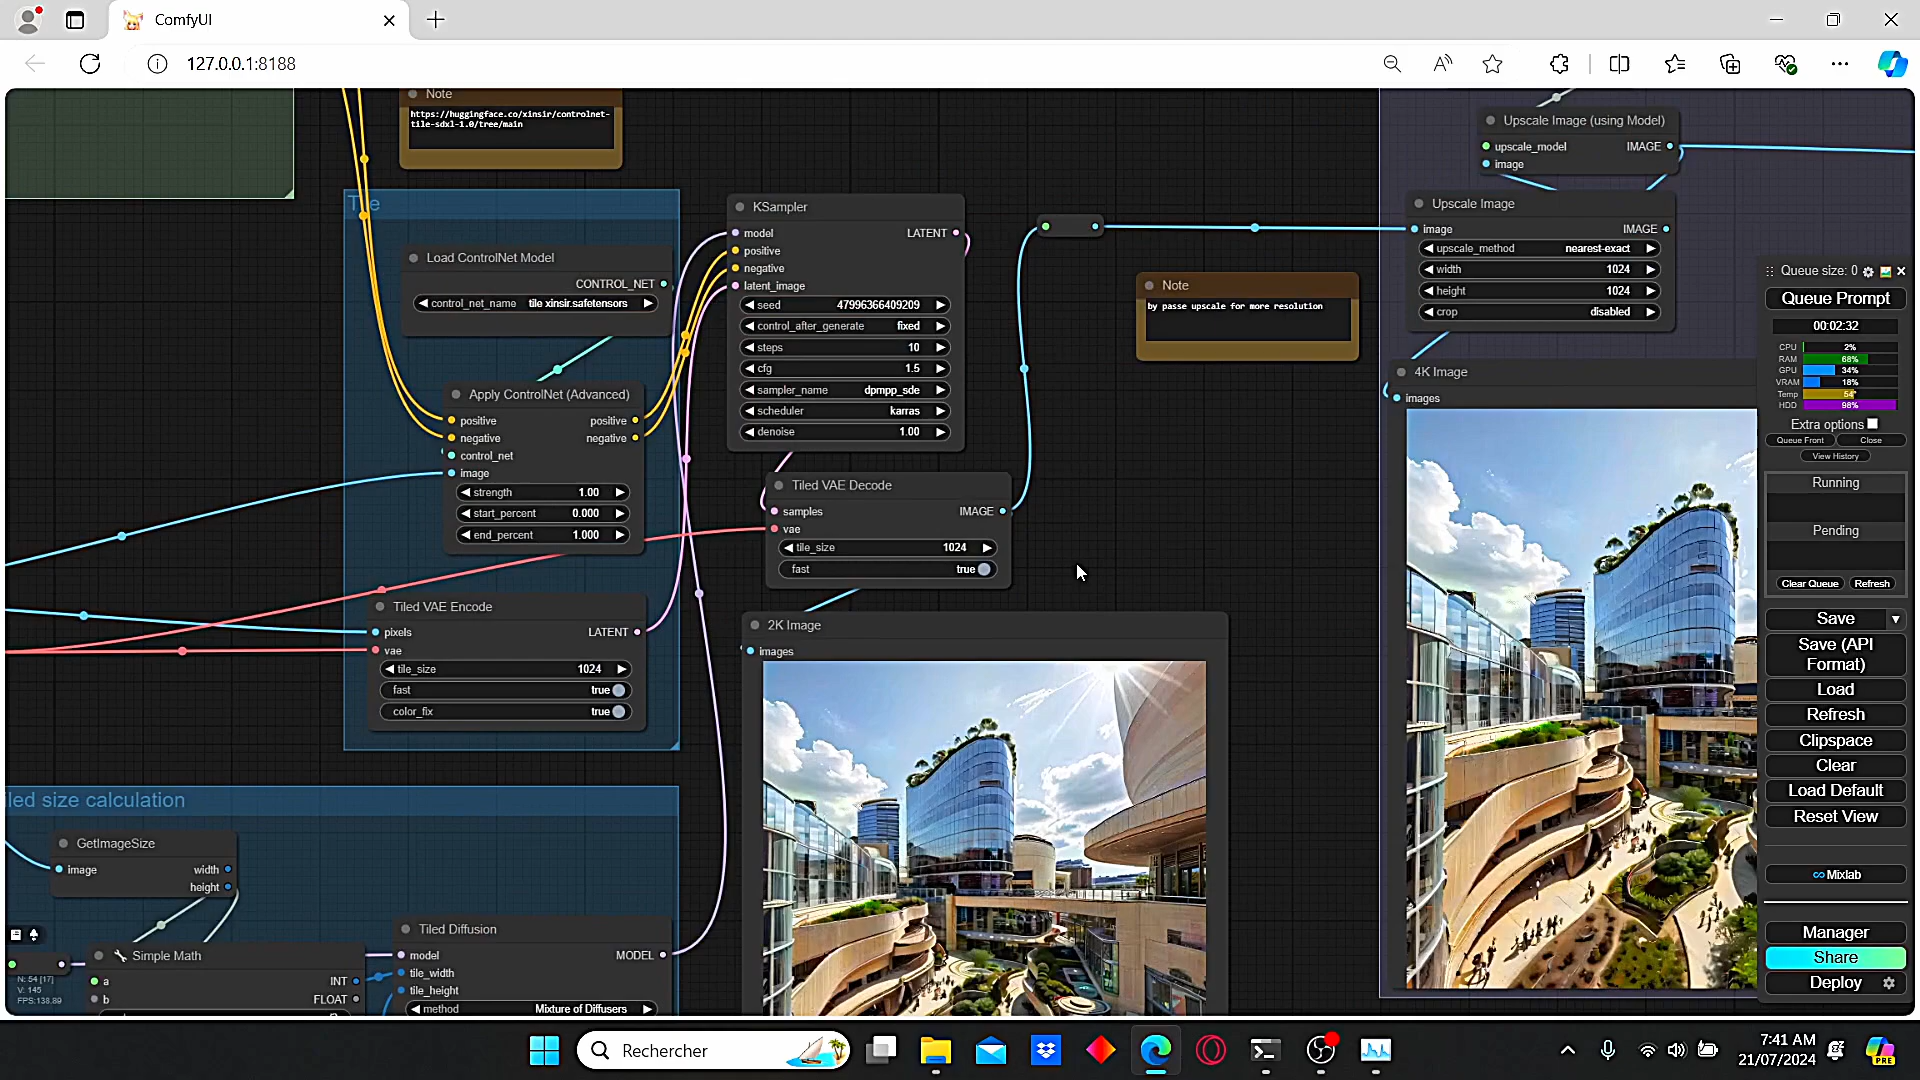 ComfyUI
127.0.0.1:8188
Note
https://huggingface.co/xinsir/controlnet-
tile-sdxl-1.0/tree/main
Load ControlNet Model
CONTROL_NET
control_net_name tile xinsir.safetensors
Apply ControlNet (Advanced)
positive positive
negative negative
control_net
image
strength 1.00
start_percent 0.000
end_percent 1.000
Tiled VAE Encode
pixels LATENT
vae
tile_size 1024
fast true
color_fix true
KSampler
model LATENT
positive
negative
latent_image
seed 47996366409209
control_after_generate fixed
steps 10
cfg 1.5
sampler_name dpmpp_sde
scheduler karras
denoise 1.00
Tiled VAE Decode
samples IMAGE
vae
tile_size 1024
fast true
2K Image
images
Note
by passe upscale for more resolution
Upscale Image (using Model)
upscale_model IMAGE
image
Upscale Image
image IMAGE
upscale_method nearest-exact
width 1024
height 1024
crop disabled
4K Image
images
iled size calculation
GetImageSize
image width
height
Simple Math
a INT
b FLOAT
N: 54 [17]
V: 145
FPS:138.89
Tiled Diffusion
model MODEL
tile_width
tile_height
method Mixture of Diffusers
Queue size: 0
Queue Prompt
00:02:32
CPU 2%
RAM 68%
GPU 34%
VRAM 18%
Temp 54°
HDD 98%
Extra options
Queue Front Close
View History
Running
Pending
Clear Queue Refresh
Save
Save (API
Format)
Load
Refresh
Clipspace
Clear
Load Default
Reset View
Mixlab
Manager
Share
Deploy
Rechercher
7:41 AM
21/07/2024
PRE